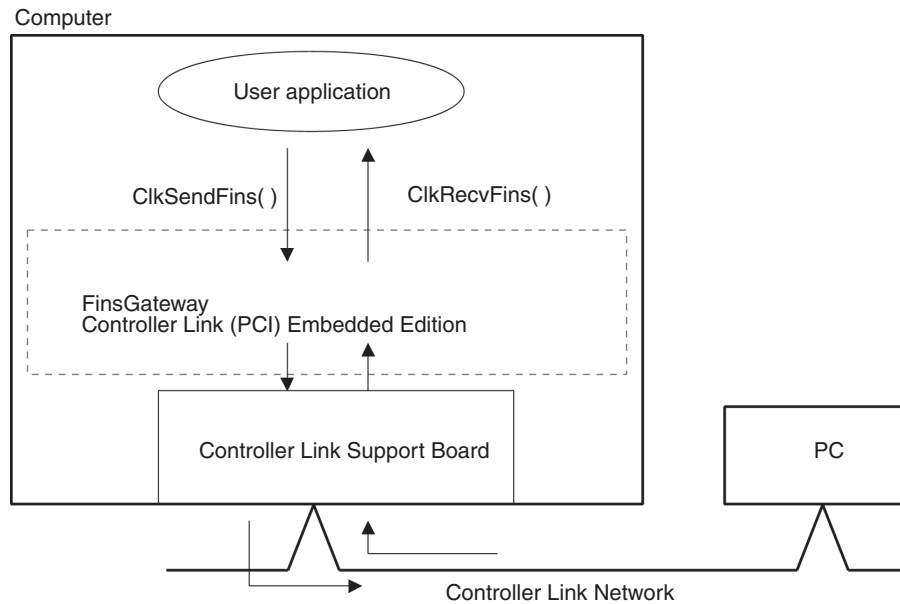 Computer
User application
ClkSendFins( )
ClkRecvFins( )
FinsGateway
Controller Link (PCI) Embedded Edition
Controller Link Support Board
PC
Controller Link Network